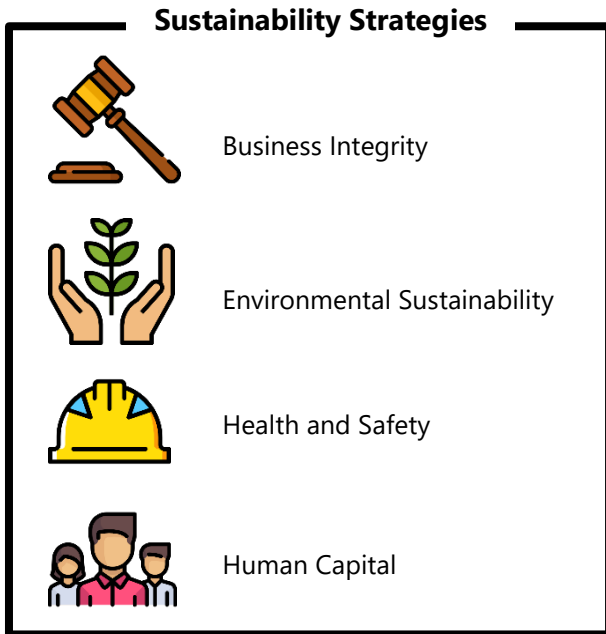 Sustainability Strategies
Business Integrity
Environmental Sustainability
Health and Safety
Human Capital